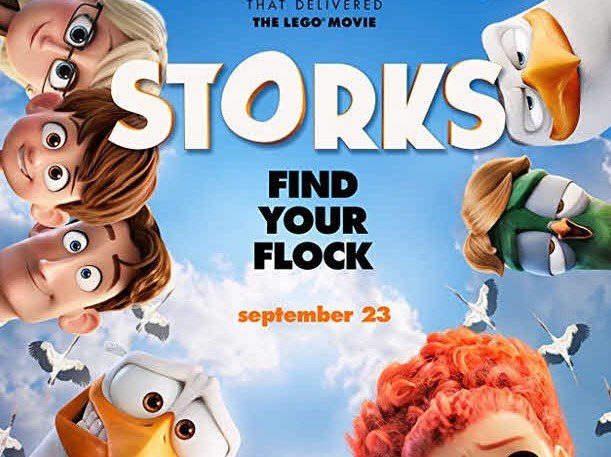 THAT DELIVERED
THE LEGO® MOVIE
STORKS
FIND
YOUR
FLOCK
september 23